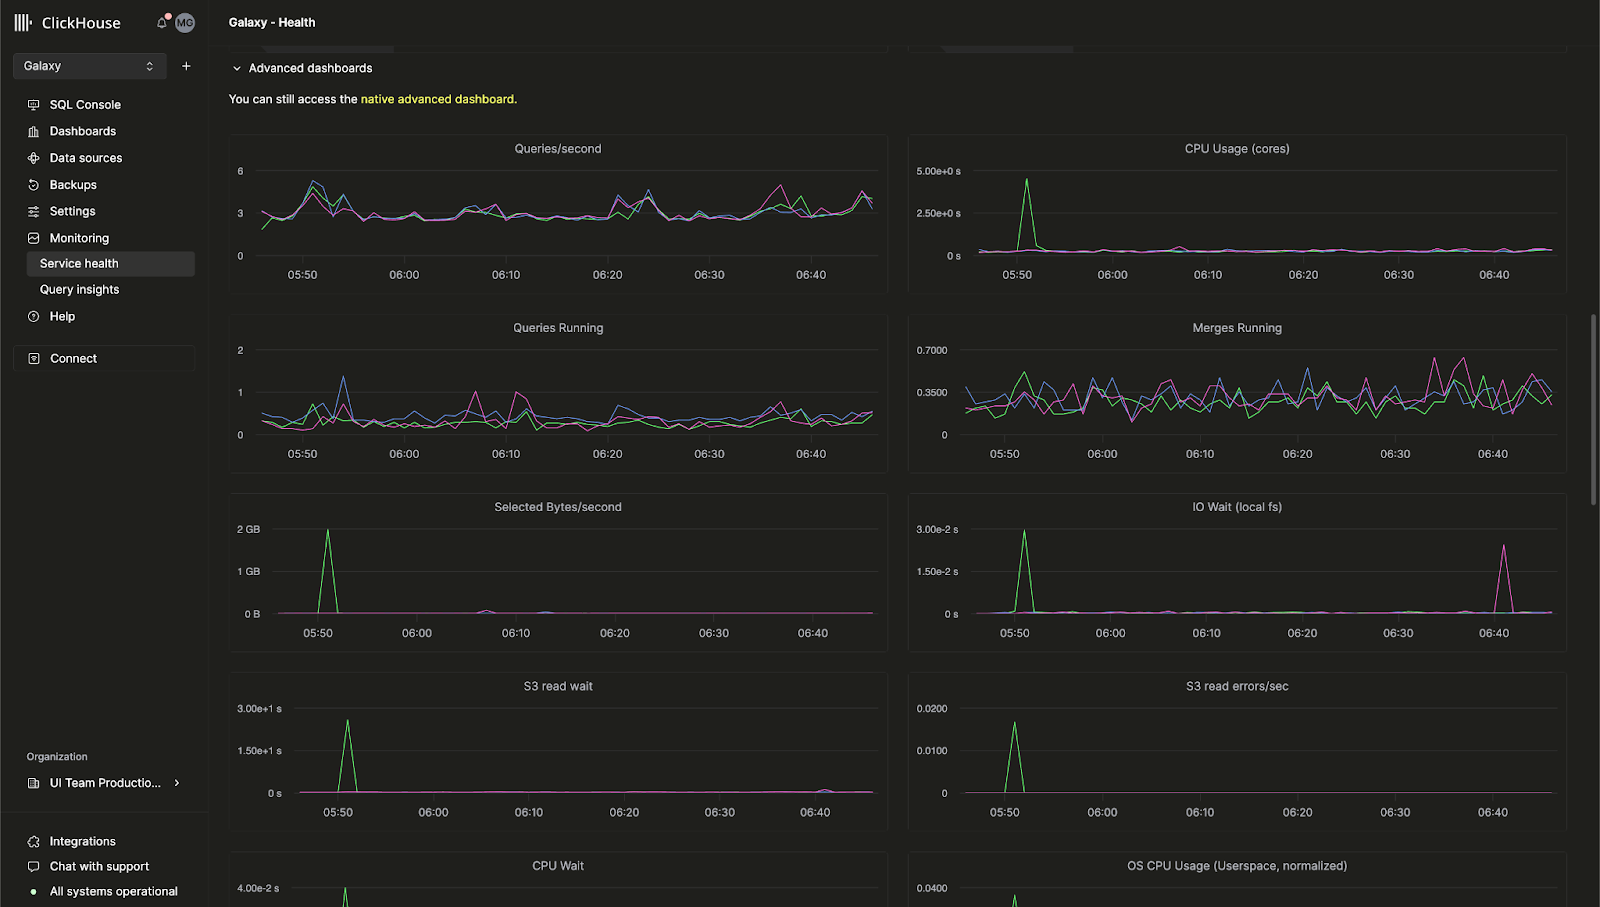 ClickHouse
MG
Galaxy - Health
Galaxy
+
SQL Console
Dashboards
Data sources
Backups
Settings
Monitoring
Service health
Query insights
Help
Connect
Organization
UI Team Productio...
Integrations
Chat with support
All systems operational
Advanced dashboards
You can still access the native advanced dashboard.
Queries/second
6
3
0
05:50 06:00 06:10 06:20 06:30 06:40
CPU Usage (cores)
5.00e+0 s
2.50e+0 s
0 s
05:50 06:00 06:10 06:20 06:30 06:40
Queries Running
2
1
0
05:50 06:00 06:10 06:20 06:30 06:40
Merges Running
0.7000
0.3500
0
05:50 06:00 06:10 06:20 06:30 06:40
Selected Bytes/second
2 GB
1 GB
0 B
05:50 06:00 06:10 06:20 06:30 06:40
IO Wait (local fs)
3.00e-2 s
1.50e-2 s
0 s
05:50 06:00 06:10 06:20 06:30 06:40
S3 read wait
3.00e+1 s
1.50e+1 s
0 s
05:50 06:00 06:10 06:20 06:30 06:40
S3 read errors/sec
0.0200
0.0100
0
05:50 06:00 06:10 06:20 06:30 06:40
CPU Wait
4.00e-2 s
OS CPU Usage (Userspace, normalized)
0.0400